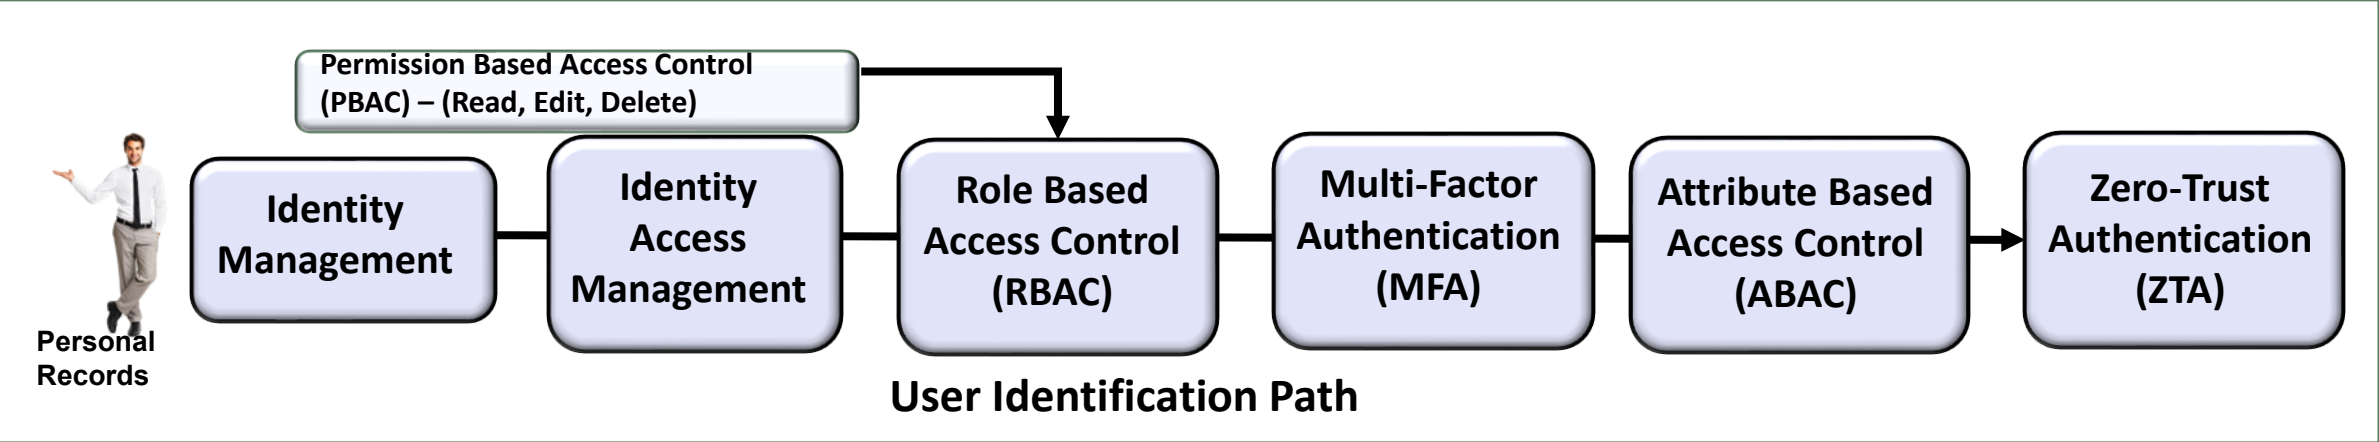 Permission Based Access Control
(PBAC) – (Read, Edit, Delete)
Identity
Management
Identity
Access
Management
Role Based
Access Control
(RBAC)
Multi-Factor
Authentication
(MFA)
Attribute Based
Access Control
(ABAC)
Zero-Trust
Authentication
(ZTA)
Personal
Records
User Identification Path